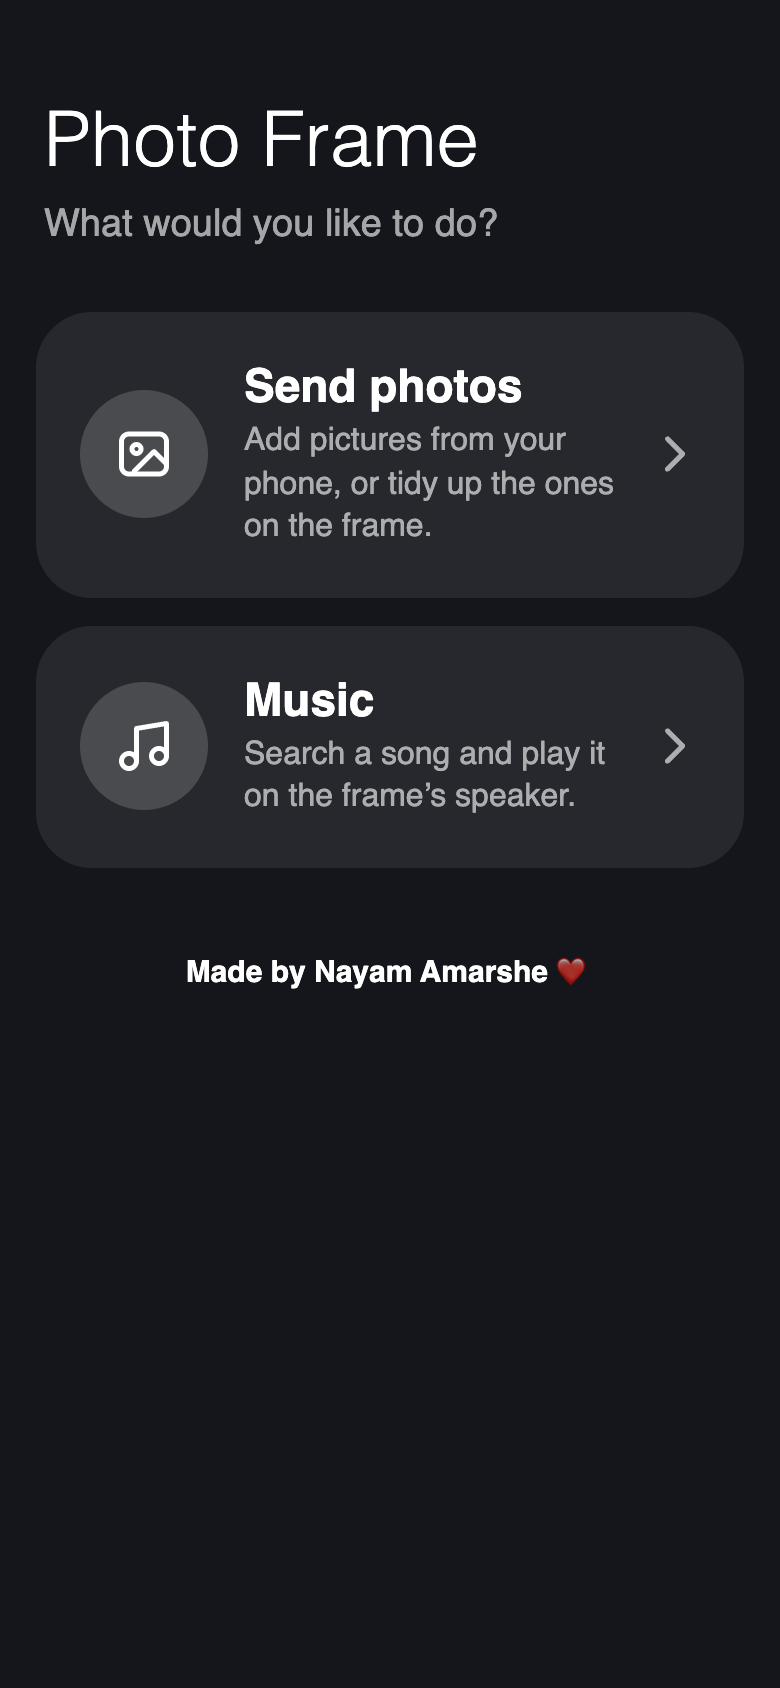 Photo Frame
What would you like to do?
Send photos
Add pictures from your
phone, or tidy up the ones
on the frame.
Music
Search a song and play it
on the frame’s speaker.
Made by Nayam Amarshe ❤️